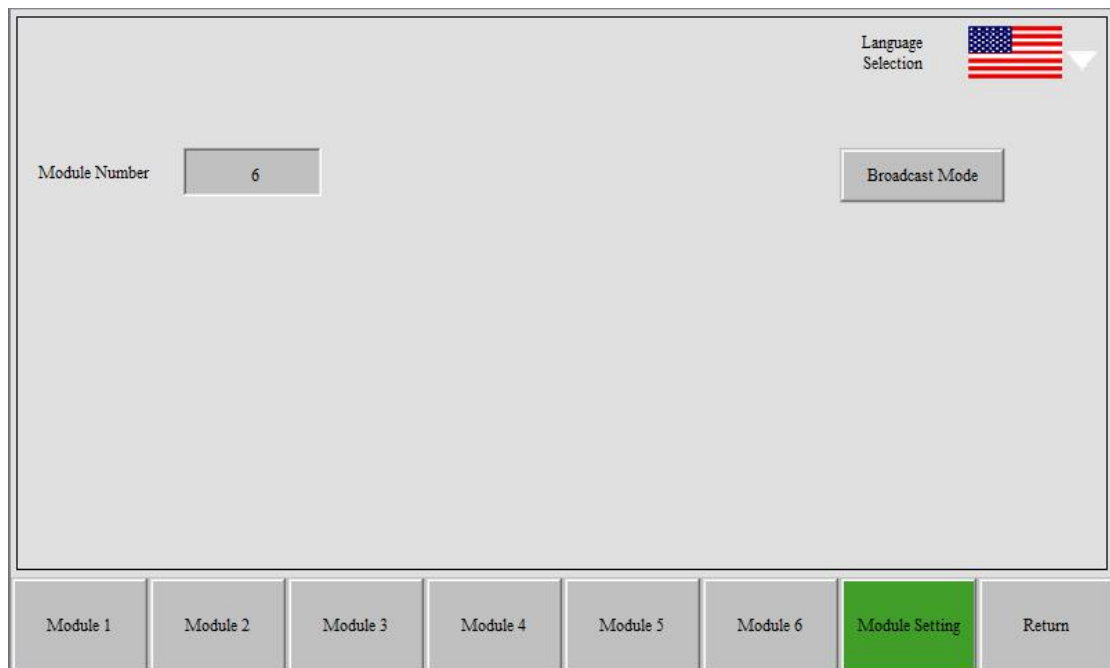 Language
Selection
Module Number
6
Broadcast Mode
Module 1
Module 2
Module 3
Module 4
Module 5
Module 6
Module Setting
Return